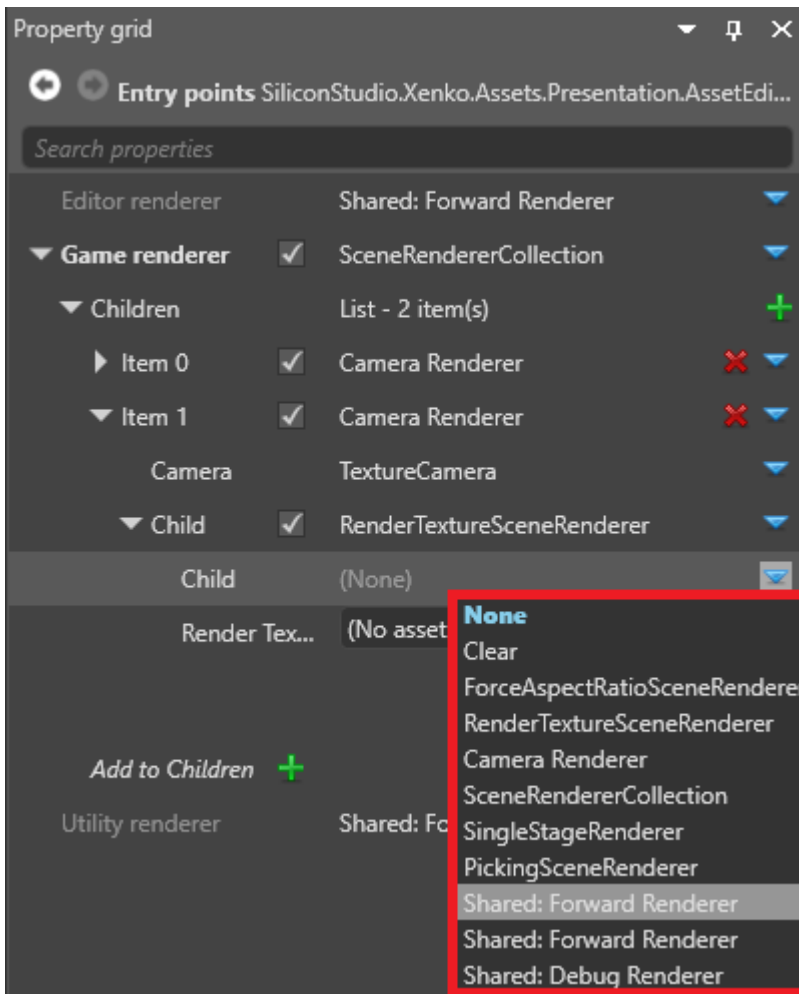 Property grid
Entry points SiliconStudio.Xenko.Assets.Presentation.AssetEdi...
Search properties
Editor renderer Shared: Forward Renderer
Game renderer SceneRendererCollection
Children List - 2 item(s)
Item 0 Camera Renderer
Item 1 Camera Renderer
Camera TextureCamera
Child RenderTextureSceneRenderer
Child (None)
Render Tex... (No asset
None
Clear
ForceAspectRatioSceneRenderer
RenderTextureSceneRenderer
Camera Renderer
SceneRendererCollection
SingleStageRenderer
PickingSceneRenderer
Shared: Forward Renderer
Shared: Forward Renderer
Shared: Debug Renderer
Add to Children
Utility renderer Shared: Fo